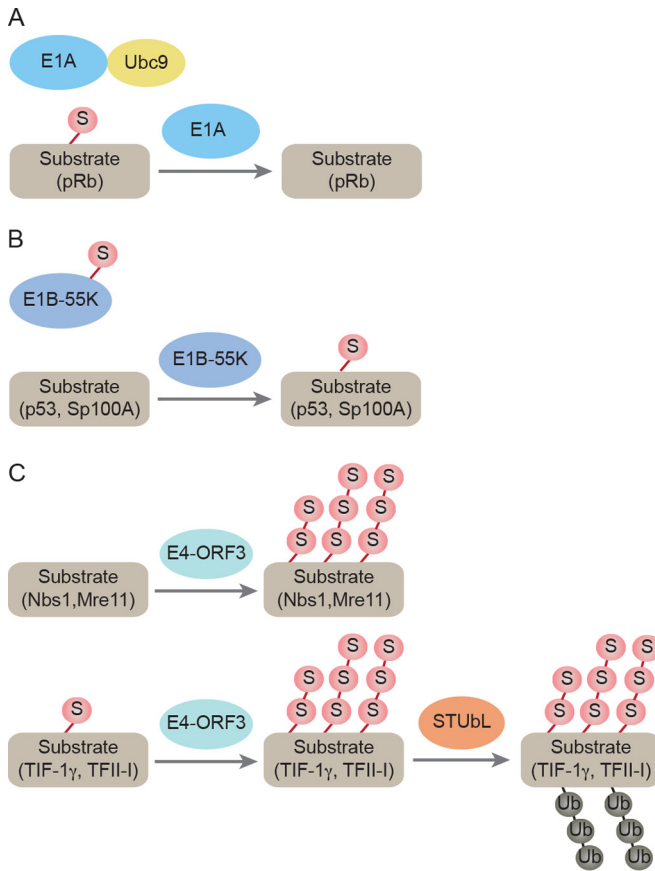 A
E1A
Ubc9
S
E1A
Substrate
(pRb)
Substrate
(pRb)
B
S
E1B-55K
E1B-55K
S
Substrate
(p53, Sp100A)
Substrate
(p53, Sp100A)
C
S S
S S S
S S S
E4-ORF3
Substrate
(Nbs1,Mre11)
Substrate
(Nbs1,Mre11)
S S
S S S
S S S
S S
S S S
S S S
S
E4-ORF3
STUbL
Substrate
(TIF-1γ, TFII-I)
Substrate
(TIF-1γ, TFII-I)
Substrate
(TIF-1γ, TFII-I)
Ub Ub
Ub Ub
Ub Ub